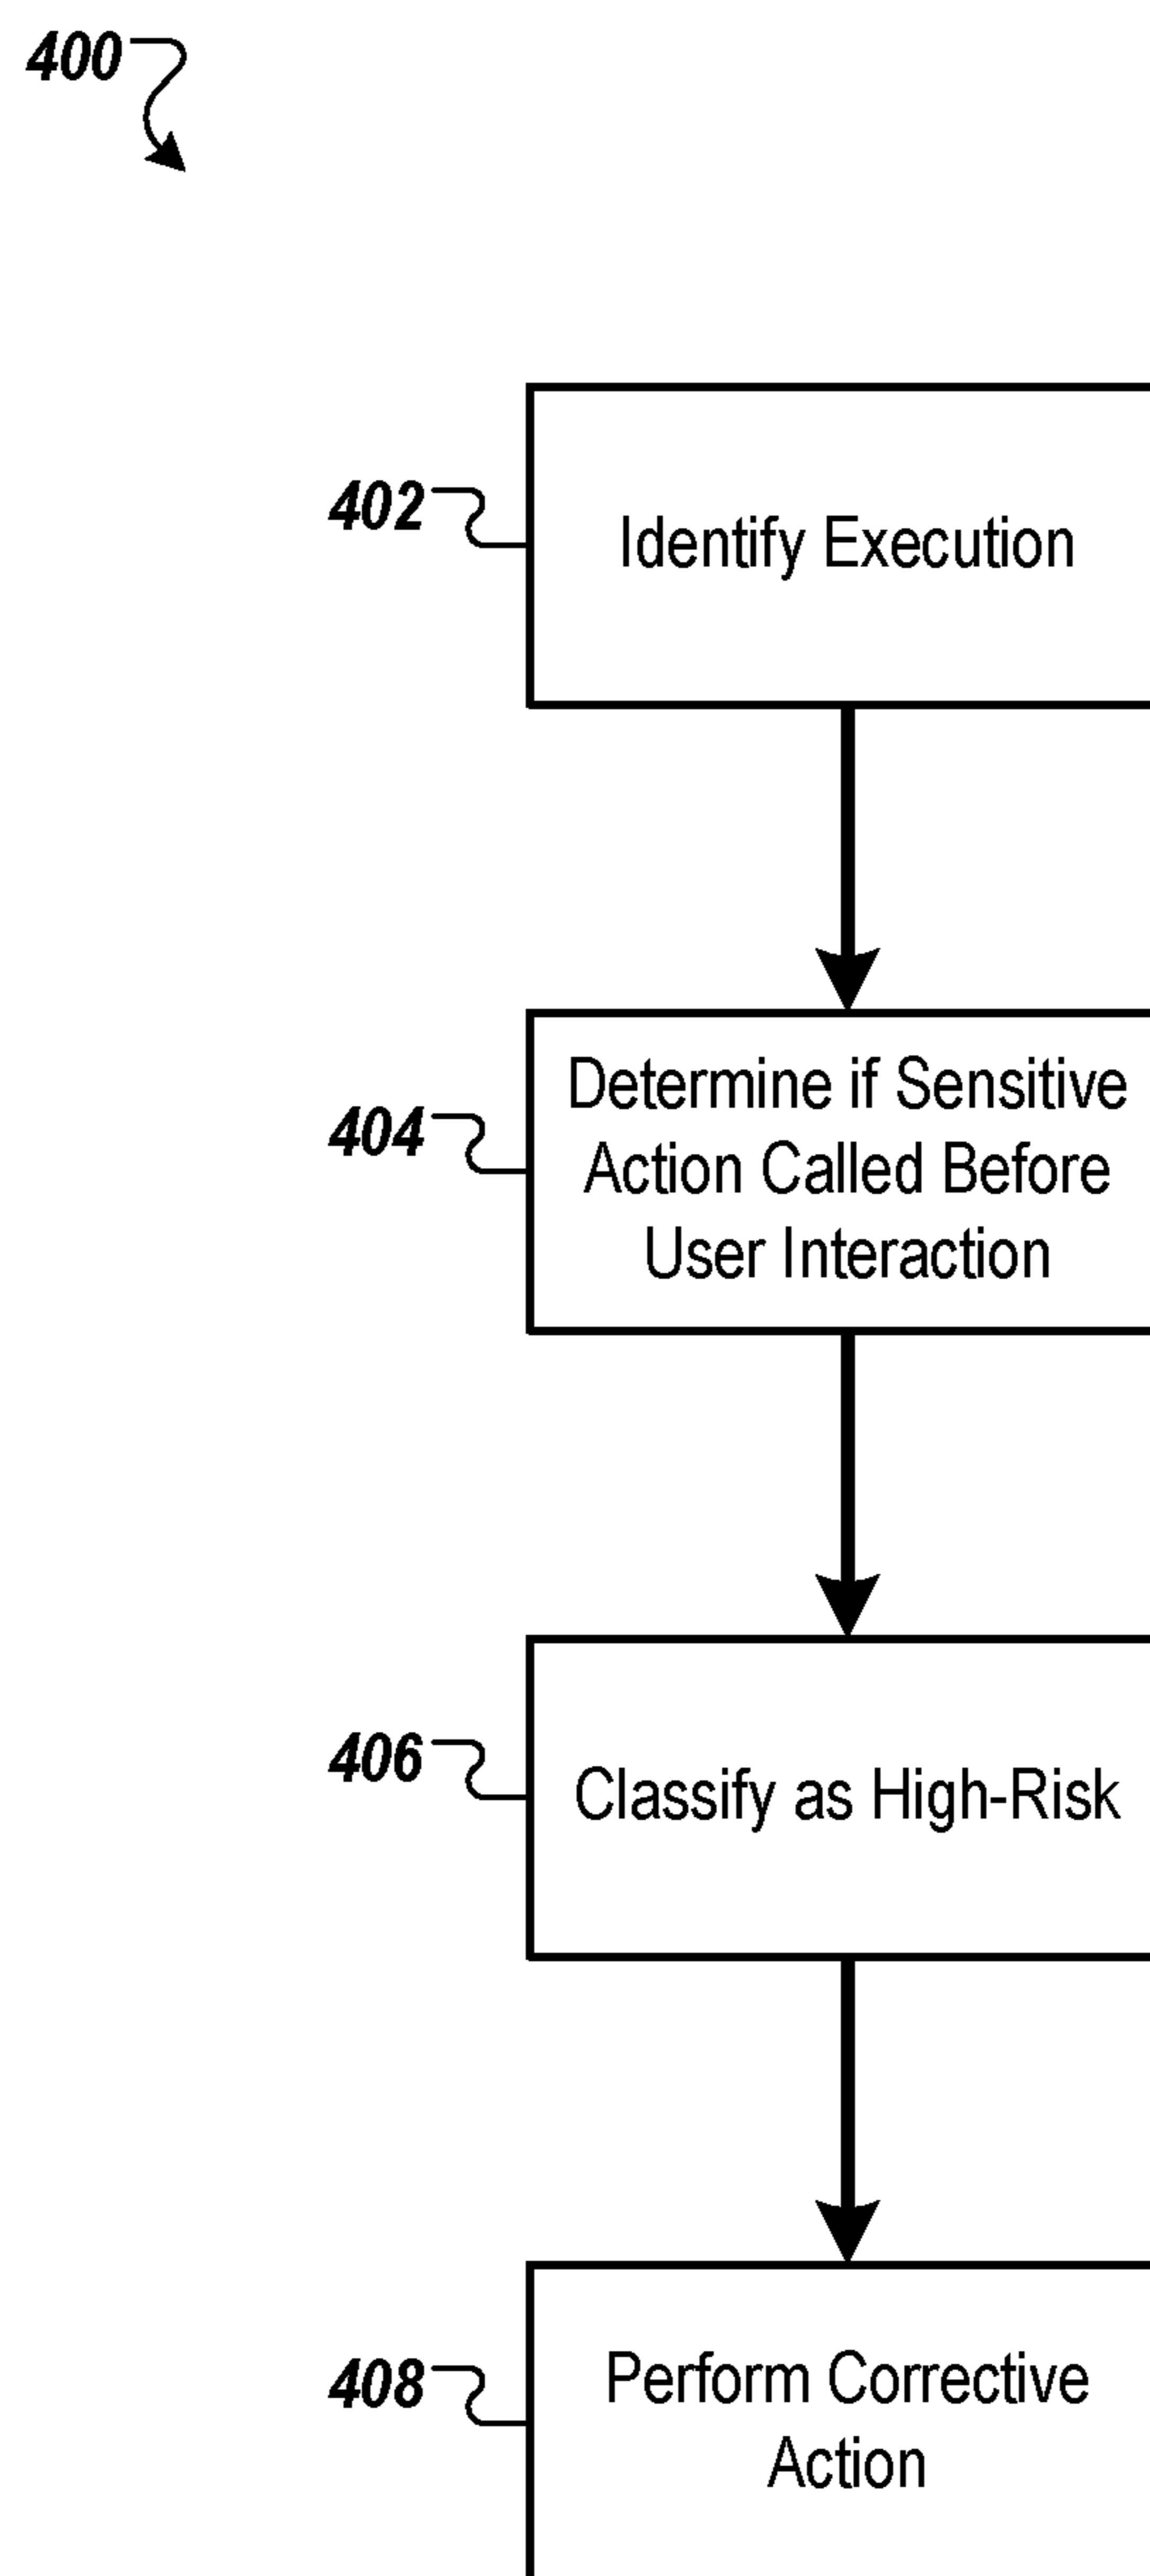 400
402
Identify Execution
404
Determine if Sensitive
Action Called Before
User Interaction
406
Classify as High-Risk
408
Perform Corrective
Action